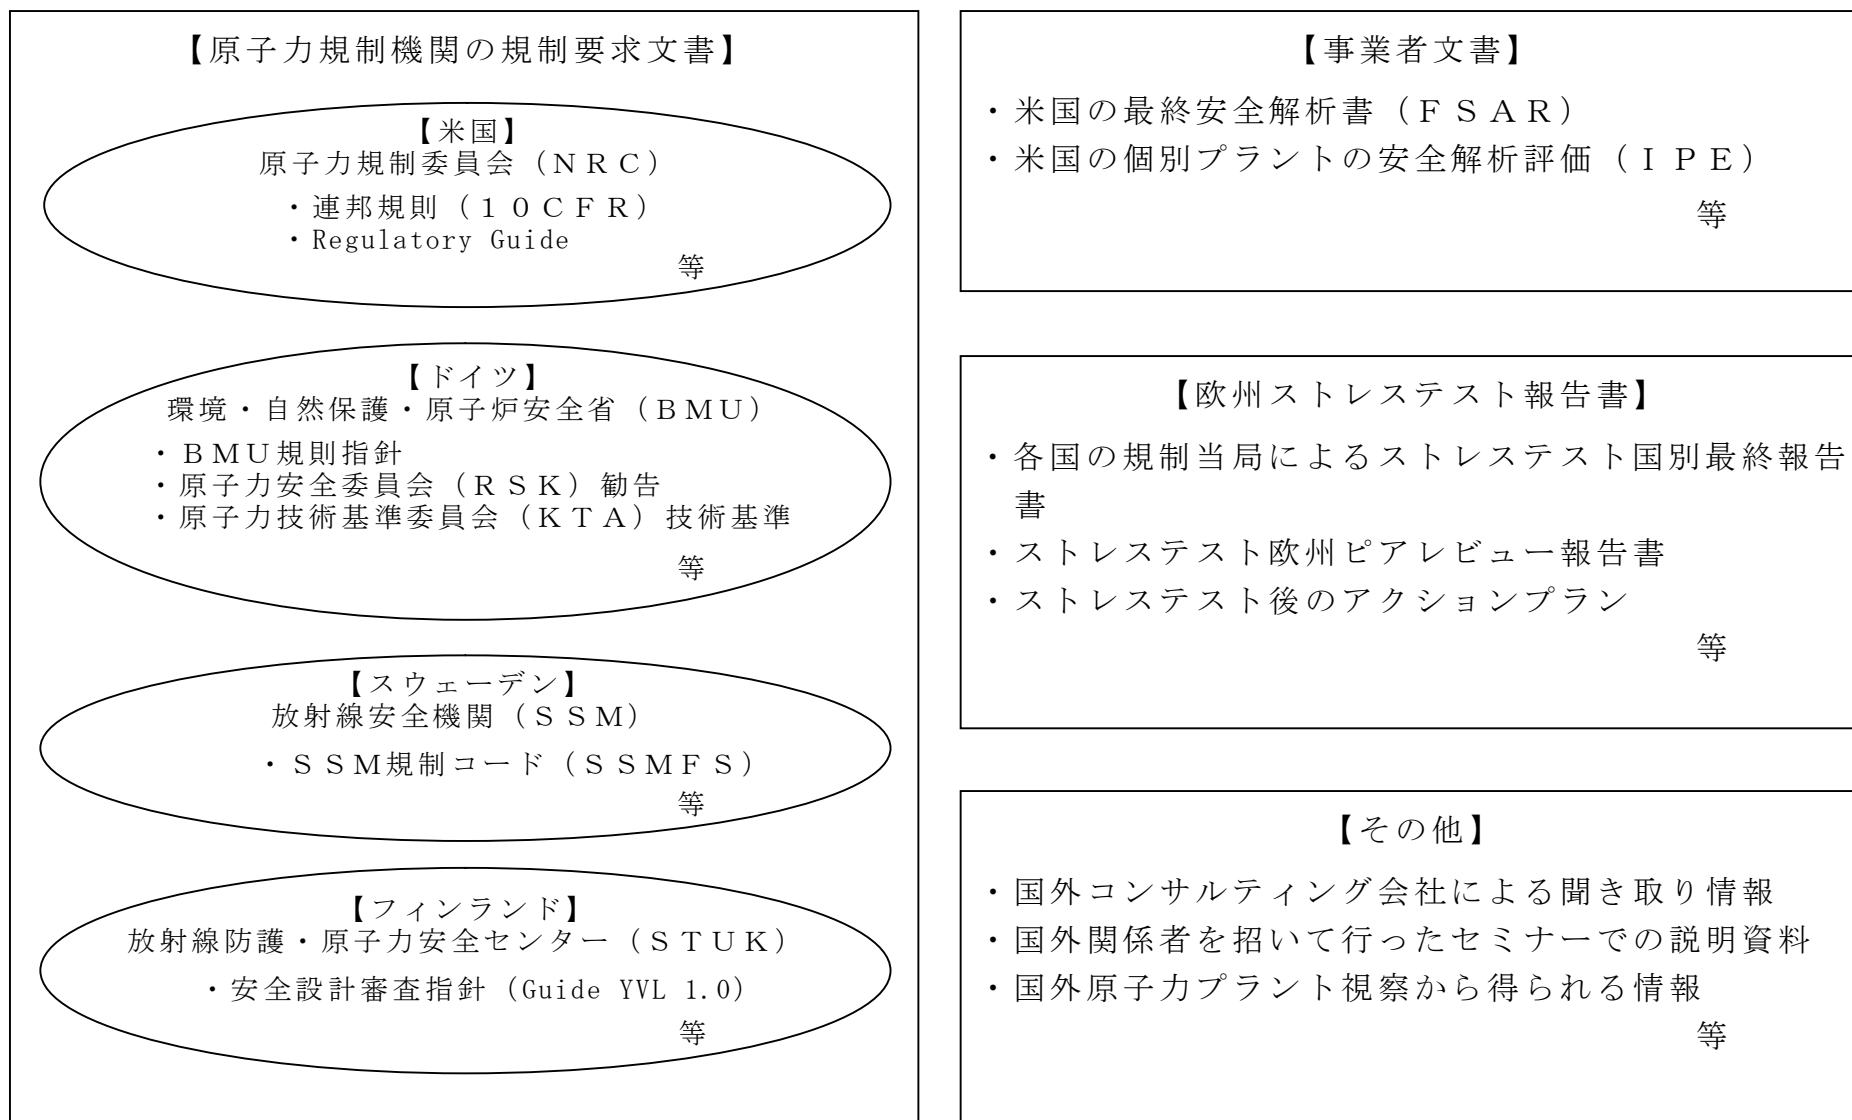 【原子力規制機関の規制要求文書】
【米国】
原子力規制委員会（ＮＲＣ）
・連邦規則（１０ＣＦＲ）
・Regulatory Guide
等
【ドイツ】
環境・自然保護・原子炉安全省（ＢＭＵ）
・ＢＭＵ規則指針
・原子力安全委員会（ＲＳＫ）勧告
・原子力技術基準委員会（ＫＴＡ）技術基準
等
【スウェーデン】
放射線安全機関（ＳＳＭ）
・ＳＳＭ規制コード（ＳＳＭＦＳ）
等
【フィンランド】
放射線防護・原子力安全センター（ＳＴＵＫ）
・安全設計審査指針（Guide YVL 1.0）
等
【事業者文書】
・米国の最終安全解析書（ＦＳＡＲ）
・米国の個別プラントの安全解析評価（ＩＰＥ）
等
【欧州ストレステスト報告書】
・各国の規制当局によるストレステスト国別最終報告
書
・ストレステスト欧州ピアレビュー報告書
・ストレステスト後のアクションプラン
等
【その他】
・国外コンサルティング会社による聞き取り情報
・国外関係者を招いて行ったセミナーでの説明資料
・国外原子力プラント視察から得られる情報
等